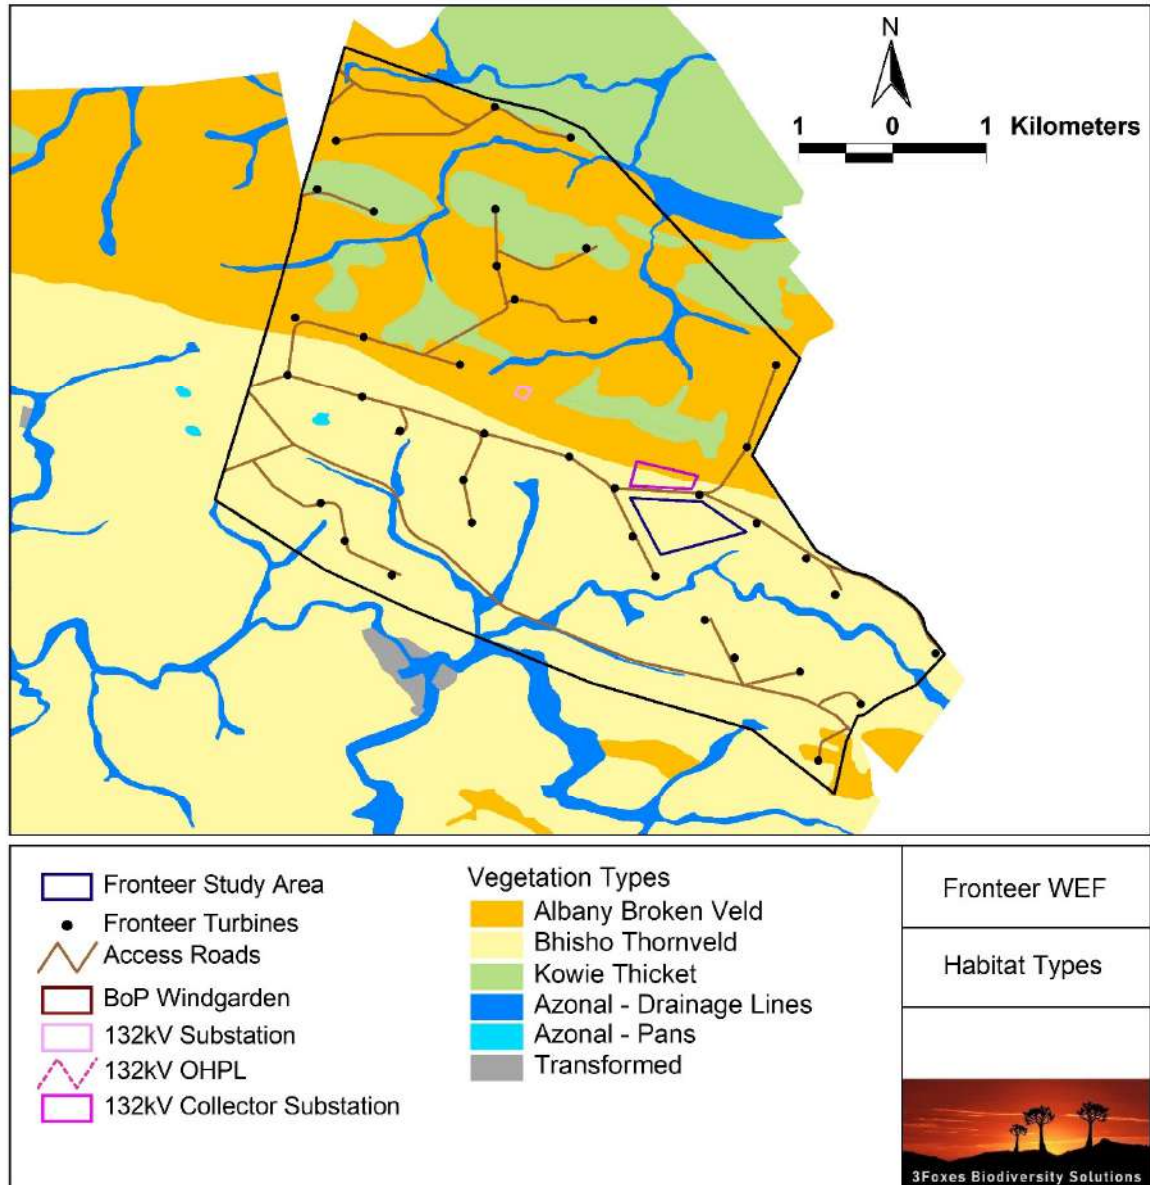 N
1 0 1 Kilometers
Fronteer Study Area
Fronteer Turbines
Access Roads
BoP Windgarden
132kV Substation
132kV OHPL
132kV Collector Substation
Vegetation Types
Albany Broken Veld
Bhisho Thornveld
Kowie Thicket
Azonal - Drainage Lines
Azonal - Pans
Transformed
Fronteer WEF
Habitat Types
3Foxes Biodiversity Solutions